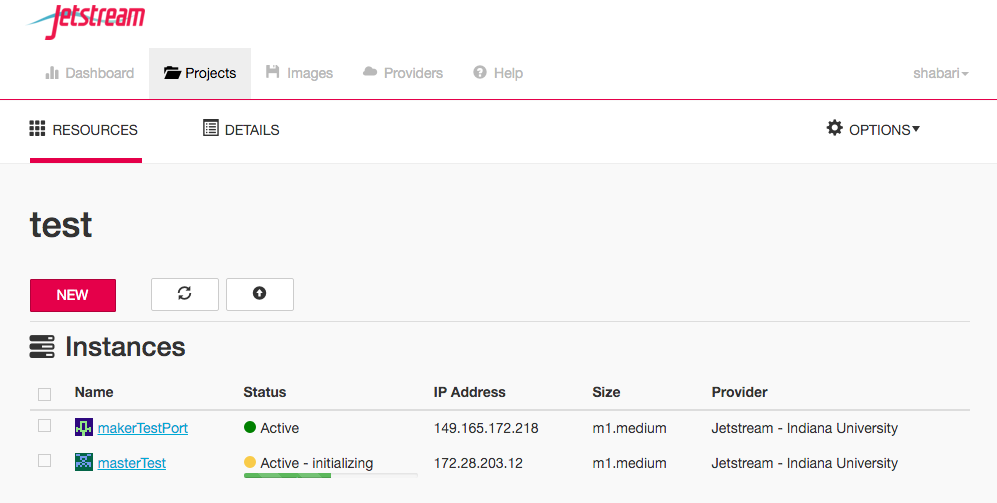 Jetstream
Dashboard Projects Images Providers Help shabari
RESOURCES DETAILS OPTIONS
test
NEW
Instances
Name Status IP Address Size Provider
makerTestPort Active 149.165.172.218 m1.medium Jetstream - Indiana University
masterTest Active - initializing 172.28.203.12 m1.medium Jetstream - Indiana University